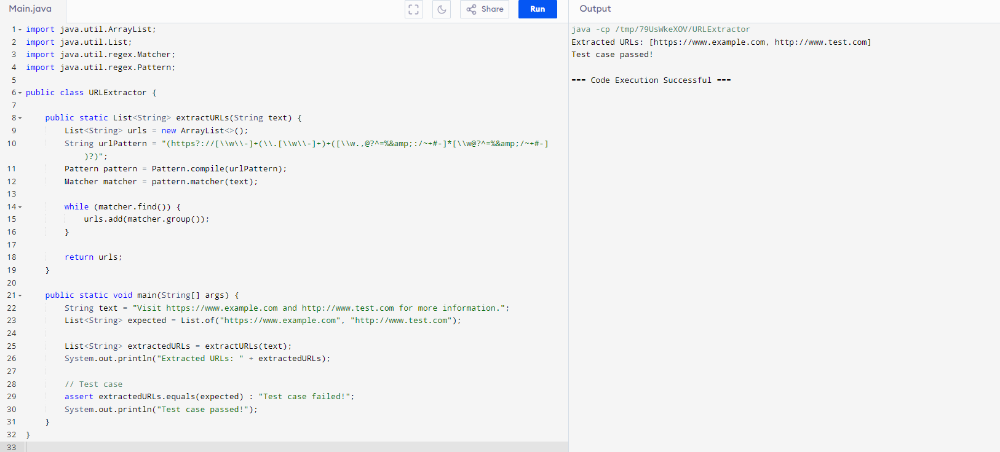 Main.java
Share
Run
Output
1 import java.util.ArrayList;
2 import java.util.List;
3 import java.util.regex.Matcher;
4 import java.util.regex.Pattern;
5
6 public class URLExtractor {
7
8     public static List<String> extractURLs(String text) {
9         List<String> urls = new ArrayList<>();
10         String urlPattern = "(https?://[\\w\\-]+(\\.[\\w\\-]+)+([\\w.,@?^=%&amp;:/~+#-]*[\\w@?^=%&amp;/~+#-]
            )?)";
11         Pattern pattern = Pattern.compile(urlPattern);
12         Matcher matcher = pattern.matcher(text);
13
14         while (matcher.find()) {
15             urls.add(matcher.group());
16         }
17
18         return urls;
19     }
20
21     public static void main(String[] args) {
22         String text = "Visit https://www.example.com and http://www.test.com for more information.";
23         List<String> expected = List.of("https://www.example.com", "http://www.test.com");
24
25         List<String> extractedURLs = extractURLs(text);
26         System.out.println("Extracted URLs: " + extractedURLs);
27
28         // Test case
29         assert extractedURLs.equals(expected) : "Test case failed!";
30         System.out.println("Test case passed!");
31     }
32 }
33
java -cp /tmp/79UsWkeXOV/URLExtractor
Extracted URLs: [https://www.example.com, http://www.test.com]
Test case passed!
=== Code Execution Successful ===